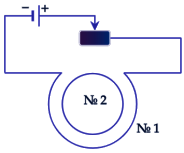 − +
№ 2
№ 1